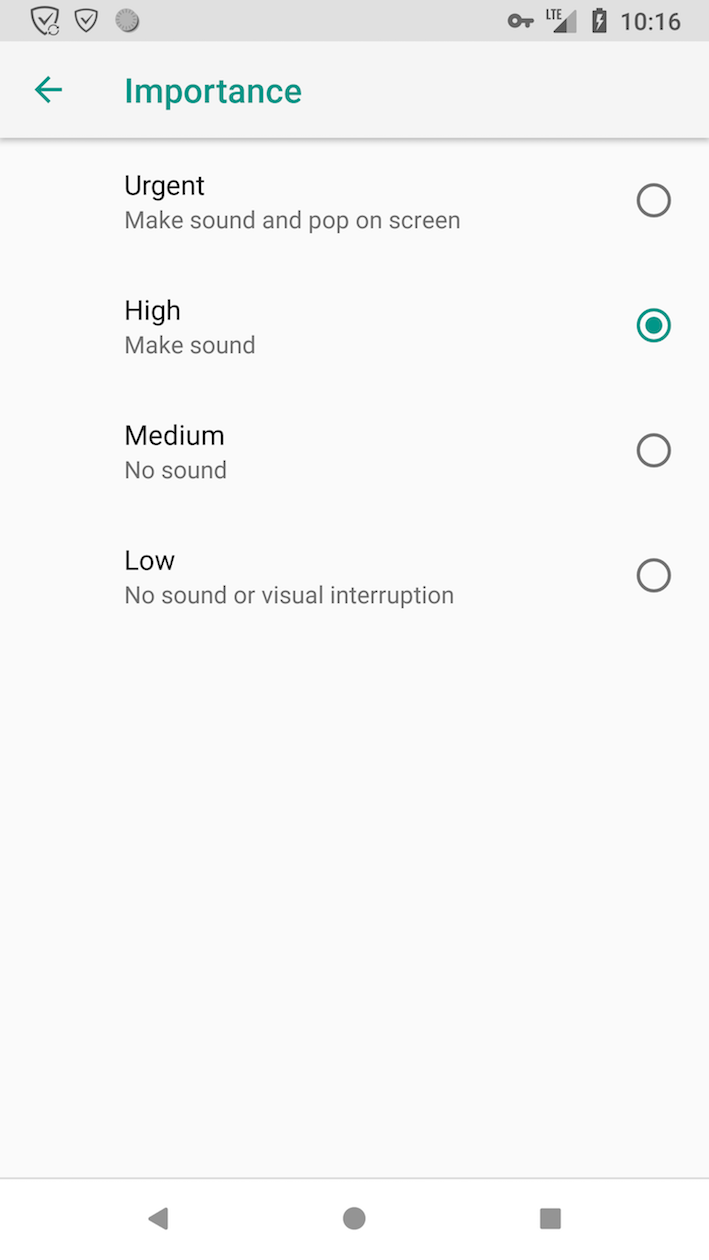 LTE 10:16
Importance
Urgent
Make sound and pop on screen
High
Make sound
Medium
No sound
Low
No sound or visual interruption